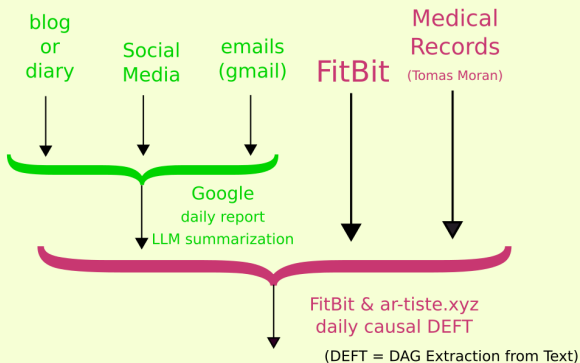 blog
or
diary
Social
Media
emails
(gmail)
FitBit
Medical
Records
(Tomas Moran)
Google
daily report
LLM summarization
FitBit & ar-tiste.xyz
daily causal DEFT
(DEFT = DAG Extraction from Text)